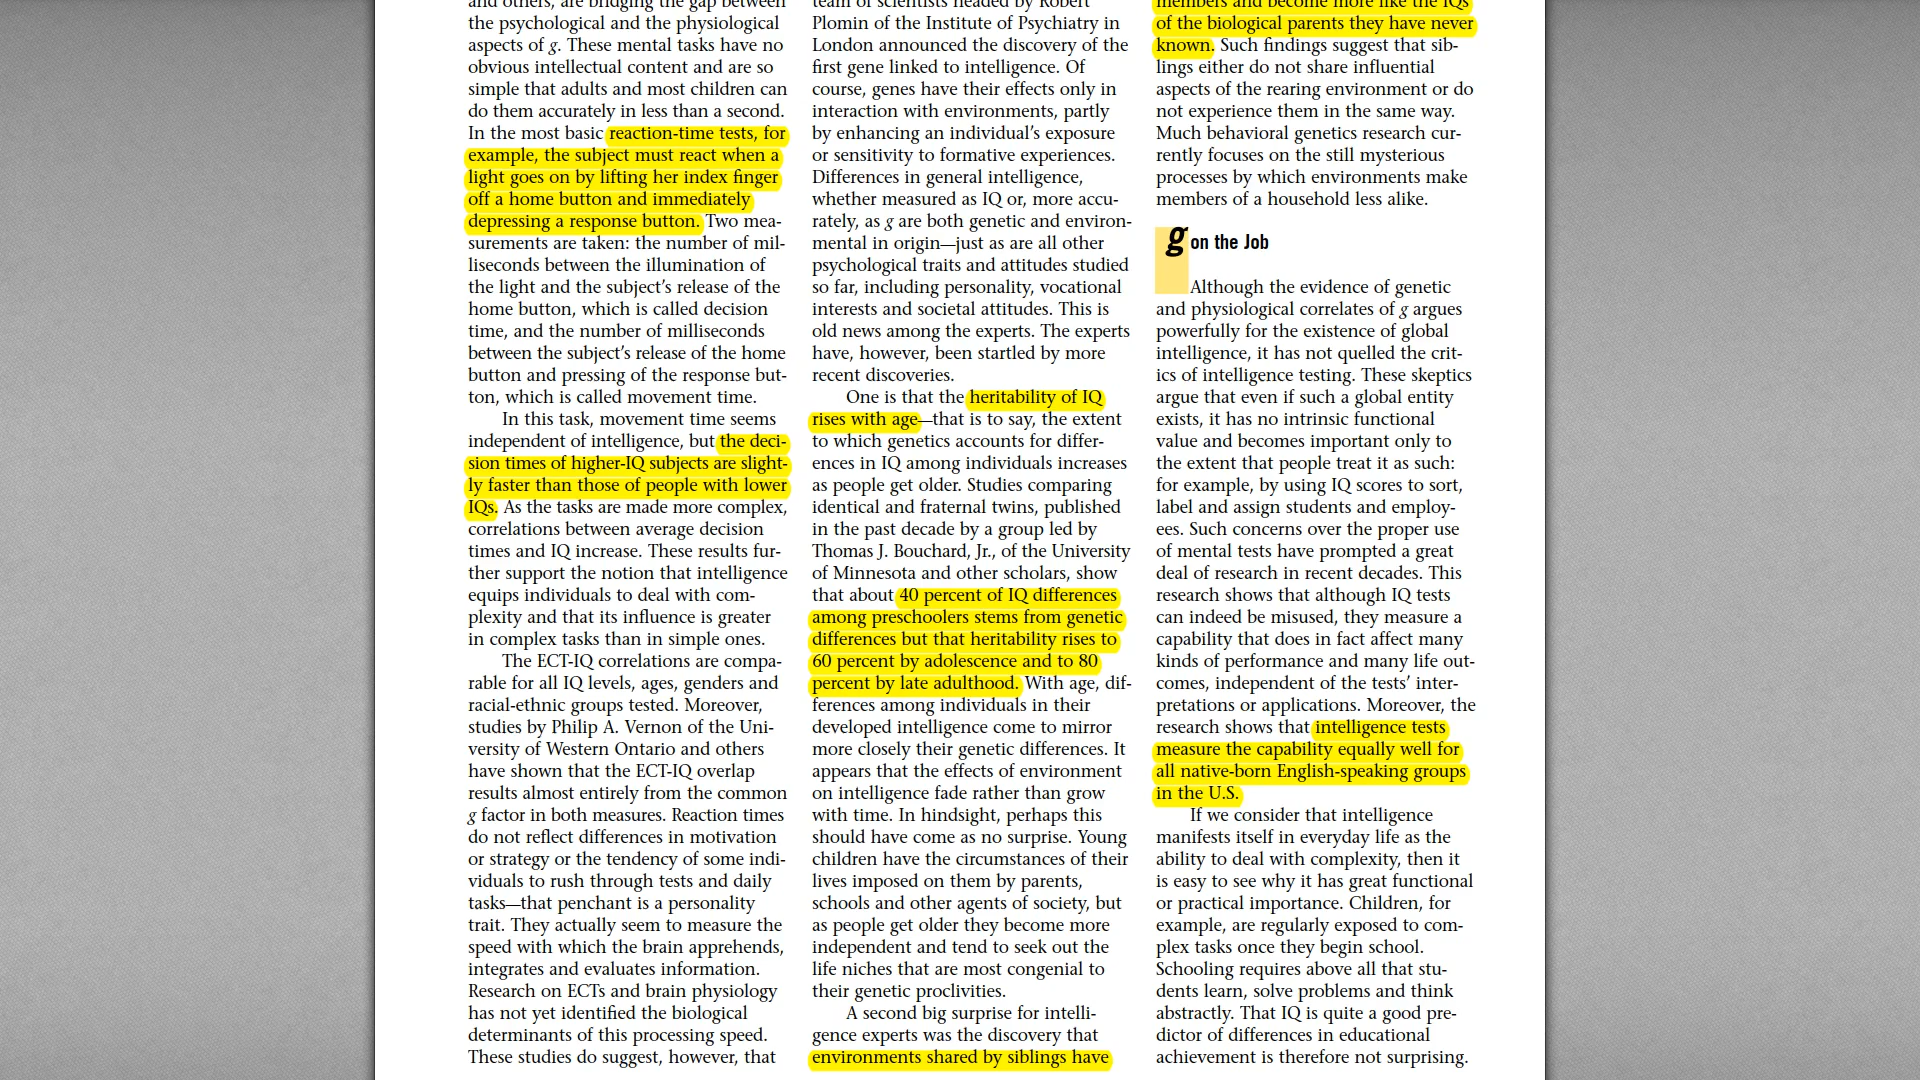 and others, are bridging the gap between
the psychological and the physiological
aspects of g. These mental tasks have no
obvious intellectual content and are so
simple that adults and most children can
do them accurately in less than a second.
In the most basic reaction-time tests, for
example, the subject must react when a
light goes on by lifting her index finger
off a home button and immediately
depressing a response button. Two mea-
surements are taken: the number of mil-
liseconds between the illumination of
the light and the subject's release of the
home button, which is called decision
time, and the number of milliseconds
between the subject's release of the home
button and pressing of the response but-
ton, which is called movement time.
In this task, movement time seems
independent of intelligence, but the deci-
sion times of higher-IQ subjects are slight-
ly faster than those of people with lower
IQs. As the tasks are made more complex,
correlations between average decision
times and IQ increase. These results fur-
ther support the notion that intelligence
equips individuals to deal with com-
plexity and that its influence is greater
in complex tasks than in simple ones.
The ECT-IQ correlations are compa-
rable for all IQ levels, ages, genders and
racial-ethnic groups tested. Moreover,
studies by Philip A. Vernon of the Uni-
versity of Western Ontario and others
have shown that the ECT-IQ overlap
results almost entirely from the common
g factor in both measures. Reaction times
do not reflect differences in motivation
or strategy or the tendency of some indi-
viduals to rush through tests and daily
tasks—that penchant is a personality
trait. They actually seem to measure the
speed with which the brain apprehends,
integrates and evaluates information.
Research on ECTs and brain physiology
has not yet identified the biological
determinants of this processing speed.
These studies do suggest, however, that
team of scientists headed by Robert
Plomin of the Institute of Psychiatry in
London announced the discovery of the
first gene linked to intelligence. Of
course, genes have their effects only in
interaction with environments, partly
by enhancing an individual's exposure
or sensitivity to formative experiences.
Differences in general intelligence,
whether measured as IQ or, more accu-
rately, as g are both genetic and environ-
mental in origin—just as are all other
psychological traits and attitudes studied
so far, including personality, vocational
interests and societal attitudes. This is
old news among the experts. The experts
have, however, been startled by more
recent discoveries.
One is that the heritability of IQ
rises with age—that is to say, the extent
to which genetics accounts for differ-
ences in IQ among individuals increases
as people get older. Studies comparing
identical and fraternal twins, published
in the past decade by a group led by
Thomas J. Bouchard, Jr., of the University
of Minnesota and other scholars, show
that about 40 percent of IQ differences
among preschoolers stems from genetic
differences but that heritability rises to
60 percent by adolescence and to 80
percent by late adulthood. With age, dif-
ferences among individuals in their
developed intelligence come to mirror
more closely their genetic differences. It
appears that the effects of environment
on intelligence fade rather than grow
with time. In hindsight, perhaps this
should have come as no surprise. Young
children have the circumstances of their
lives imposed on them by parents,
schools and other agents of society, but
as people get older they become more
independent and tend to seek out the
life niches that are most congenial to
their genetic proclivities.
A second big surprise for intelli-
gence experts was the discovery that
environments shared by siblings have
members and become more like the IQs
of the biological parents they have never
known. Such findings suggest that sib-
lings either do not share influential
aspects of the rearing environment or do
not experience them in the same way.
Much behavioral genetics research cur-
rently focuses on the still mysterious
processes by which environments make
members of a household less alike.
g on the Job
Although the evidence of genetic
and physiological correlates of g argues
powerfully for the existence of global
intelligence, it has not quelled the crit-
ics of intelligence testing. These skeptics
argue that even if such a global entity
exists, it has no intrinsic functional
value and becomes important only to
the extent that people treat it as such:
for example, by using IQ scores to sort,
label and assign students and employ-
ees. Such concerns over the proper use
of mental tests have prompted a great
deal of research in recent decades. This
research shows that although IQ tests
can indeed be misused, they measure a
capability that does in fact affect many
kinds of performance and many life out-
comes, independent of the tests' inter-
pretations or applications. Moreover, the
research shows that intelligence tests
measure the capability equally well for
all native-born English-speaking groups
in the U.S.
If we consider that intelligence
manifests itself in everyday life as the
ability to deal with complexity, then it
is easy to see why it has great functional
or practical importance. Children, for
example, are regularly exposed to com-
plex tasks once they begin school.
Schooling requires above all that stu-
dents learn, solve problems and think
abstractly. That IQ is quite a good pre-
dictor of differences in educational
achievement is therefore not surprising.